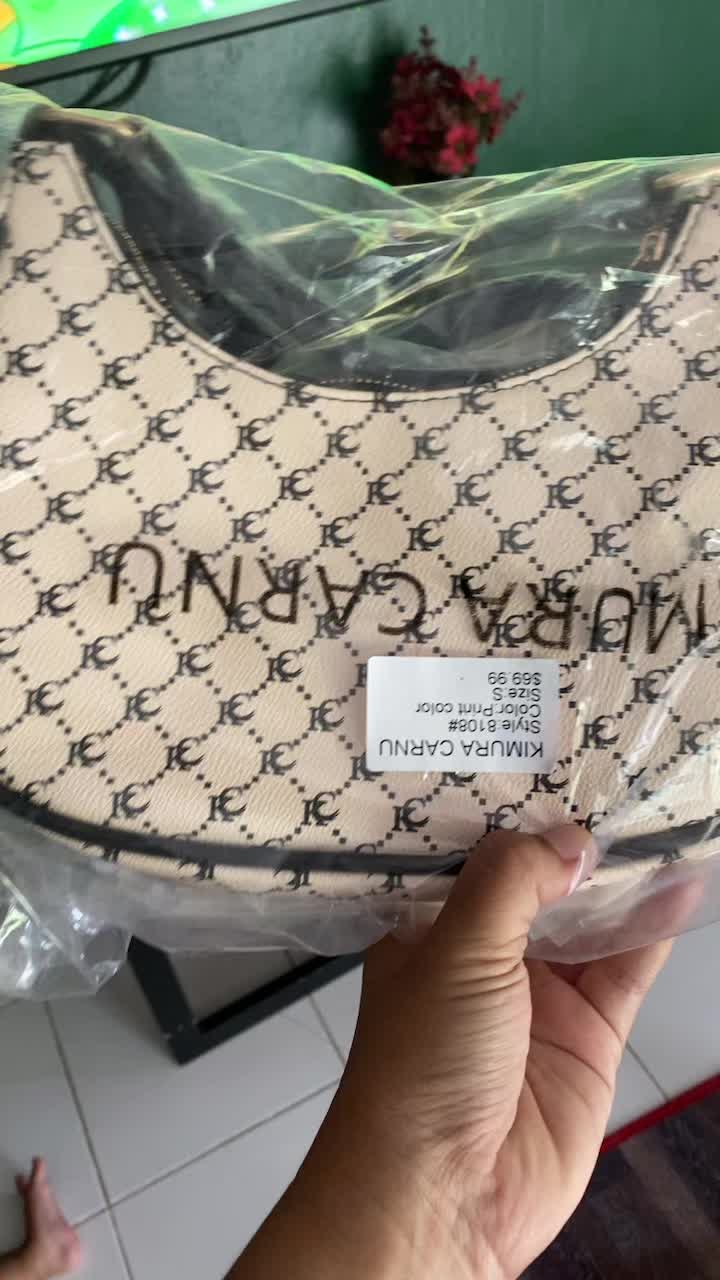 KIMURA CARNU
KIMURA CARNU
Style:8108#
Color:Print color
Size:S
$69.99